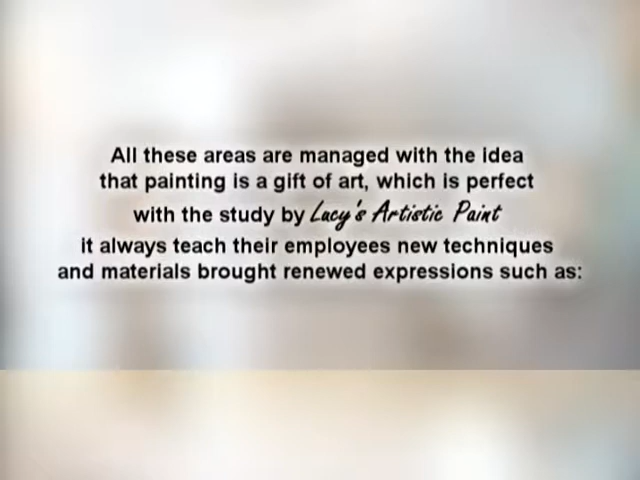 All these areas are managed with the idea
that painting is a gift of art, which is perfect
with the study by Lucy's Artistic Paint
it always teach their employees new techniques
and materials brought renewed expressions such as: